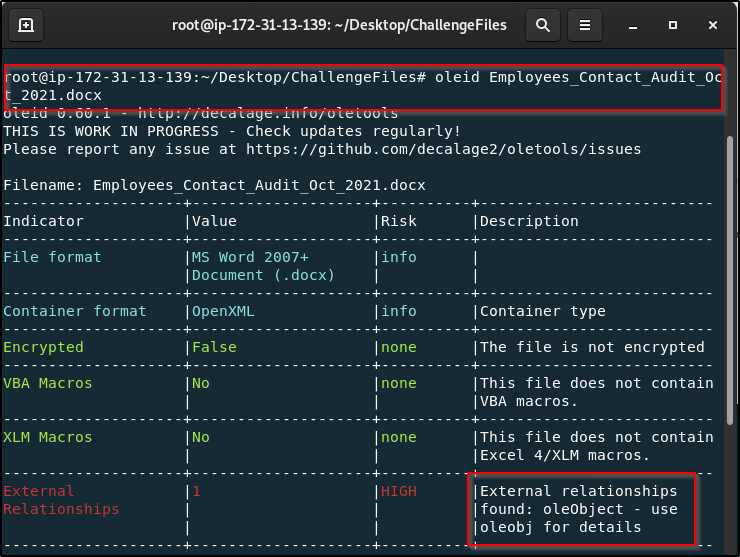 root@ip-172-31-13-139: ~/Desktop/ChallengeFiles
root@ip-172-31-13-139:~/Desktop/ChallengeFiles# oleid Employees_Contact_Audit_Oc
t_2021.docx
oleid 0.60.1 - http://decalage.info/oletools
THIS IS WORK IN PROGRESS - Check updates regularly!
Please report any issue at https://github.com/decalage2/oletools/issues
Filename: Employees_Contact_Audit_Oct_2021.docx
--------------------+--------------------+----------+--------------------------
Indicator           |Value               |Risk      |Description
--------------------+--------------------+----------+--------------------------
File format         |MS Word 2007+       |info      |
                    |Document (.docx)    |          |
--------------------+--------------------+----------+--------------------------
Container format    |OpenXML             |info      |Container type
--------------------+--------------------+----------+--------------------------
Encrypted           |False               |none      |The file is not encrypted
--------------------+--------------------+----------+--------------------------
VBA Macros          |No                  |none      |This file does not contain
                    |                    |          |VBA macros.
--------------------+--------------------+----------+--------------------------
XLM Macros          |No                  |none      |This file does not contain
                    |                    |          |Excel 4/XLM macros.
--------------------+--------------------+----------+--------------------------
External            |1                   |HIGH      |External relationships
Relationships       |                    |          |found: oleObject - use
                    |                    |          |oleobj for details
--------------------+--------------------+----------+--------------------------